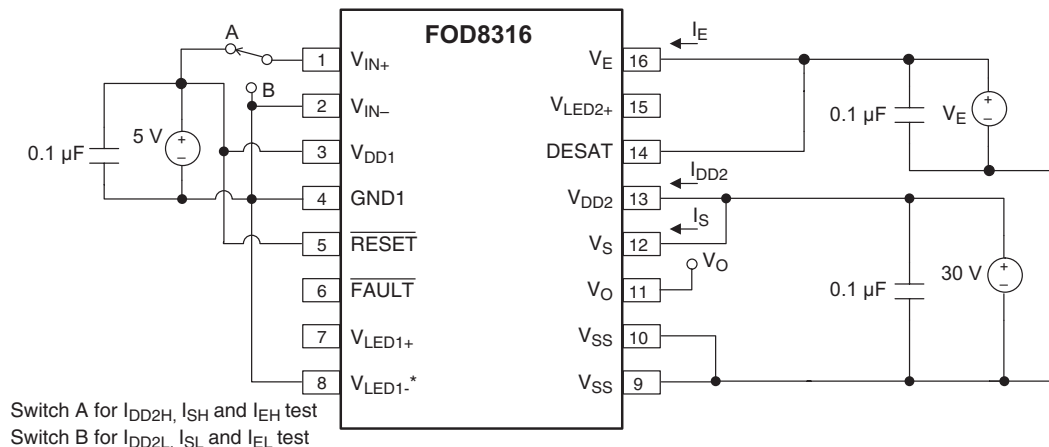 FOD8316
A
B
5 V
0.1 µF
1 V_IN+
2 V_IN–
3 V_DD1
4 GND1
5 R̅E̅S̅E̅T̅
6 F̅A̅U̅L̅T̅
7 V_LED1+
8 V_LED1-*
I_E
V_E 16
V_LED2+ 15
DESAT 14
I_DD2
V_DD2 13
I_S
V_S 12
V_O
V_O 11
V_SS 10
V_SS 9
0.1 µF
V_E
+
–
0.1 µF
30 V
+
–
+
–
Switch A for I_DD2H, I_SH and I_EH test
Switch B for I_DD2L, I_SL and I_EL test